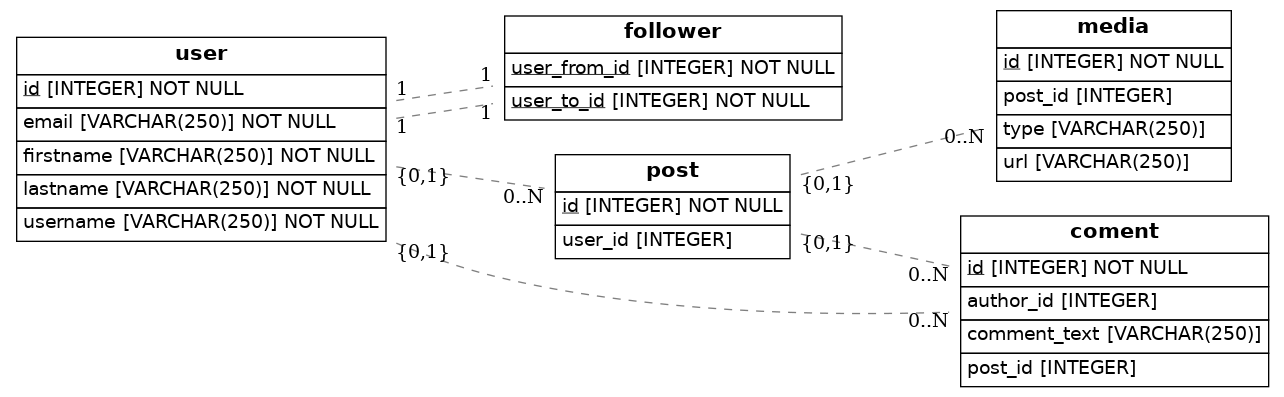 user
id [INTEGER] NOT NULL
email [VARCHAR(250)] NOT NULL
firstname [VARCHAR(250)] NOT NULL
lastname [VARCHAR(250)] NOT NULL
username [VARCHAR(250)] NOT NULL
1
1
{0,1}
{0,1}
follower
user_from_id [INTEGER] NOT NULL
user_to_id [INTEGER] NOT NULL
1
1
post
id [INTEGER] NOT NULL
user_id [INTEGER]
0..N
{0,1}
{0,1}
media
id [INTEGER] NOT NULL
post_id [INTEGER]
type [VARCHAR(250)]
url [VARCHAR(250)]
0..N
coment
id [INTEGER] NOT NULL
author_id [INTEGER]
comment_text [VARCHAR(250)]
post_id [INTEGER]
0..N
0..N